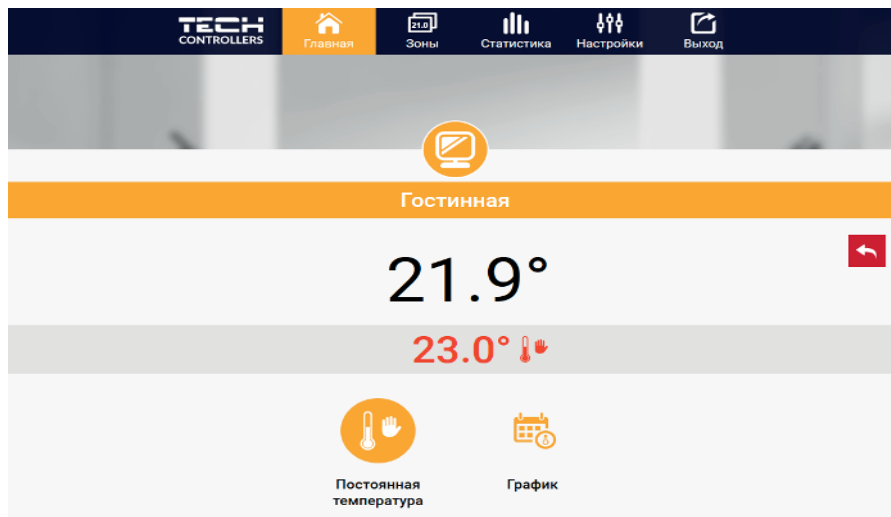 TECH
CONTROLLERS
Главная
21.0
Зоны
Статистика
Настройки
Выход
Гостинная
21.9°
23.0°
Постоянная
температура
График